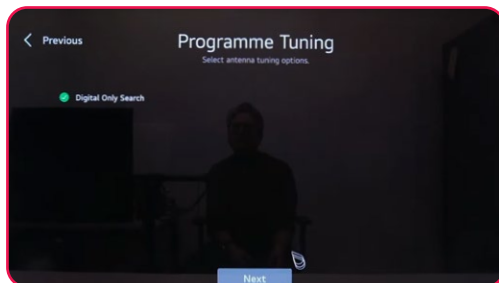 Previous
Programme Tuning
Select antenna tuning options.
Digital Only Search
Next